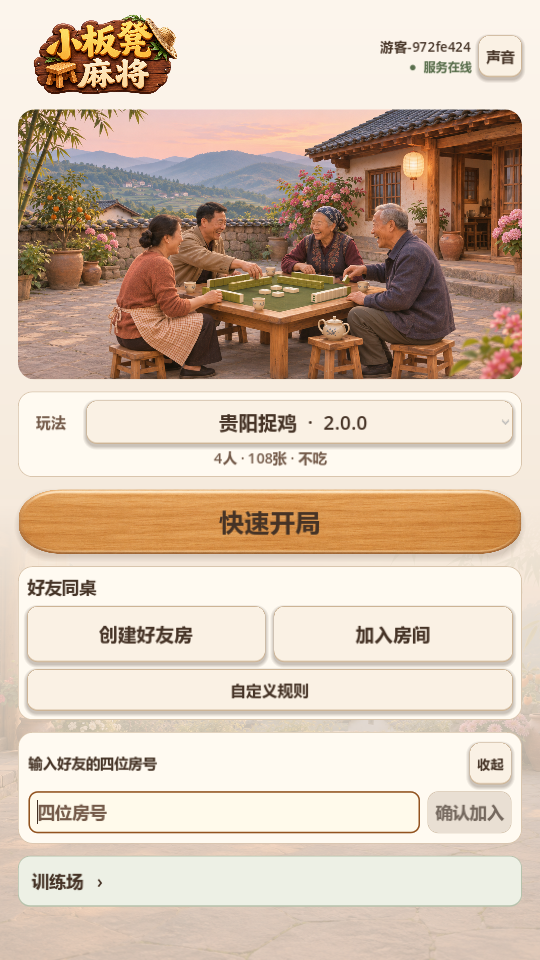 小板凳
麻将
游客-972fe424
• 服务在线
声音
玩法
贵阳捉鸡 · 2.0.0
4人 · 108张 · 不吃
快速开局
好友同桌
创建好友房
加入房间
自定义规则
输入好友的四位房号
收起
四位房号
确认加入
训练场 ›